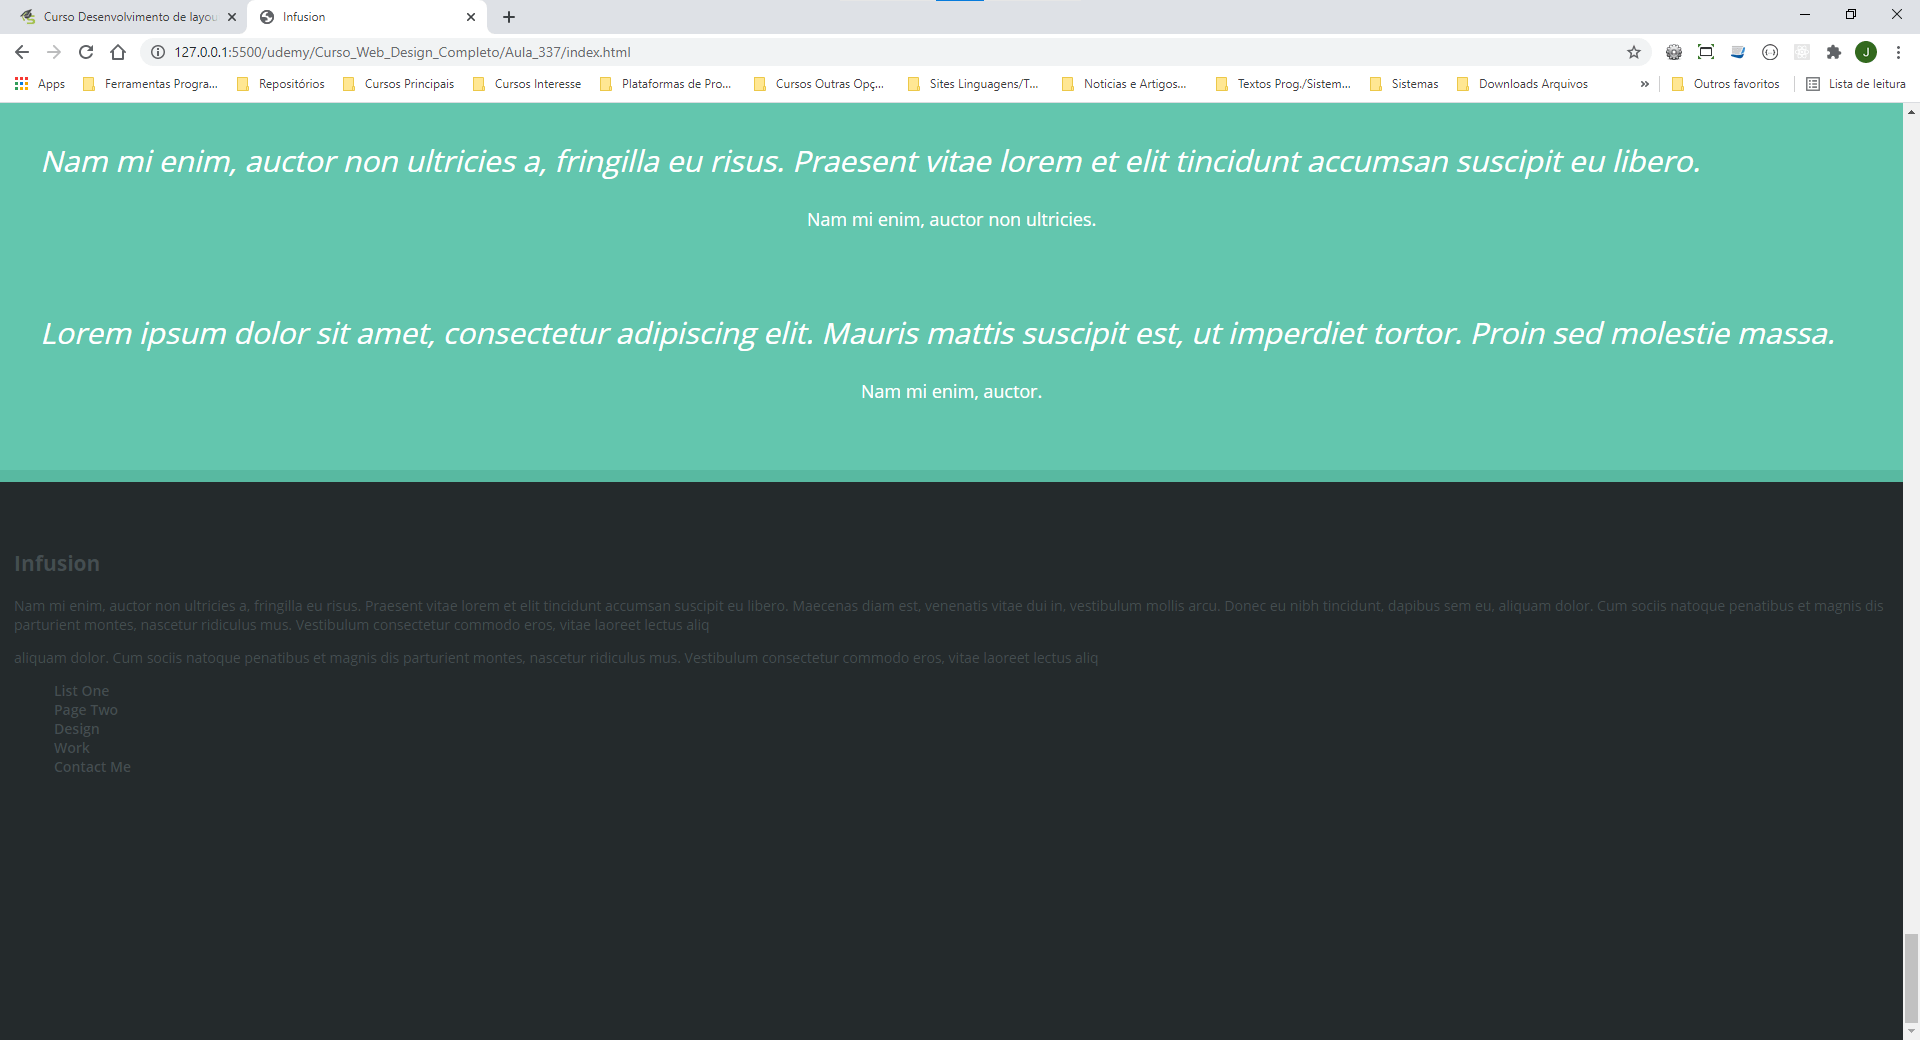 Curso Desenvolvimento de layou
Infusion
127.0.0.1:5500/udemy/Curso_Web_Design_Completo/Aula_337/index.html
J
Apps
Ferramentas Progra...
Repositórios
Cursos Principais
Cursos Interesse
Plataformas de Pro...
Cursos Outras Opç...
Sites Linguagens/T...
Noticias e Artigos...
Textos Prog./Sistem...
Sistemas
Downloads Arquivos
»
Outros favoritos
Lista de leitura
Nam mi enim, auctor non ultricies a, fringilla eu risus. Praesent vitae lorem et elit tincidunt accumsan suscipit eu libero.
Nam mi enim, auctor non ultricies.
Lorem ipsum dolor sit amet, consectetur adipiscing elit. Mauris mattis suscipit est, ut imperdiet tortor. Proin sed molestie massa.
Nam mi enim, auctor.
Infusion
Nam mi enim, auctor non ultricies a, fringilla eu risus. Praesent vitae lorem et elit tincidunt accumsan suscipit eu libero. Maecenas diam est, venenatis vitae dui in, vestibulum mollis arcu. Donec eu nibh tincidunt, dapibus sem eu, aliquam dolor. Cum sociis natoque penatibus et magnis dis
parturient montes, nascetur ridiculus mus. Vestibulum consectetur commodo eros, vitae laoreet lectus aliq
aliquam dolor. Cum sociis natoque penatibus et magnis dis parturient montes, nascetur ridiculus mus. Vestibulum consectetur commodo eros, vitae laoreet lectus aliq
List One
Page Two
Design
Work
Contact Me